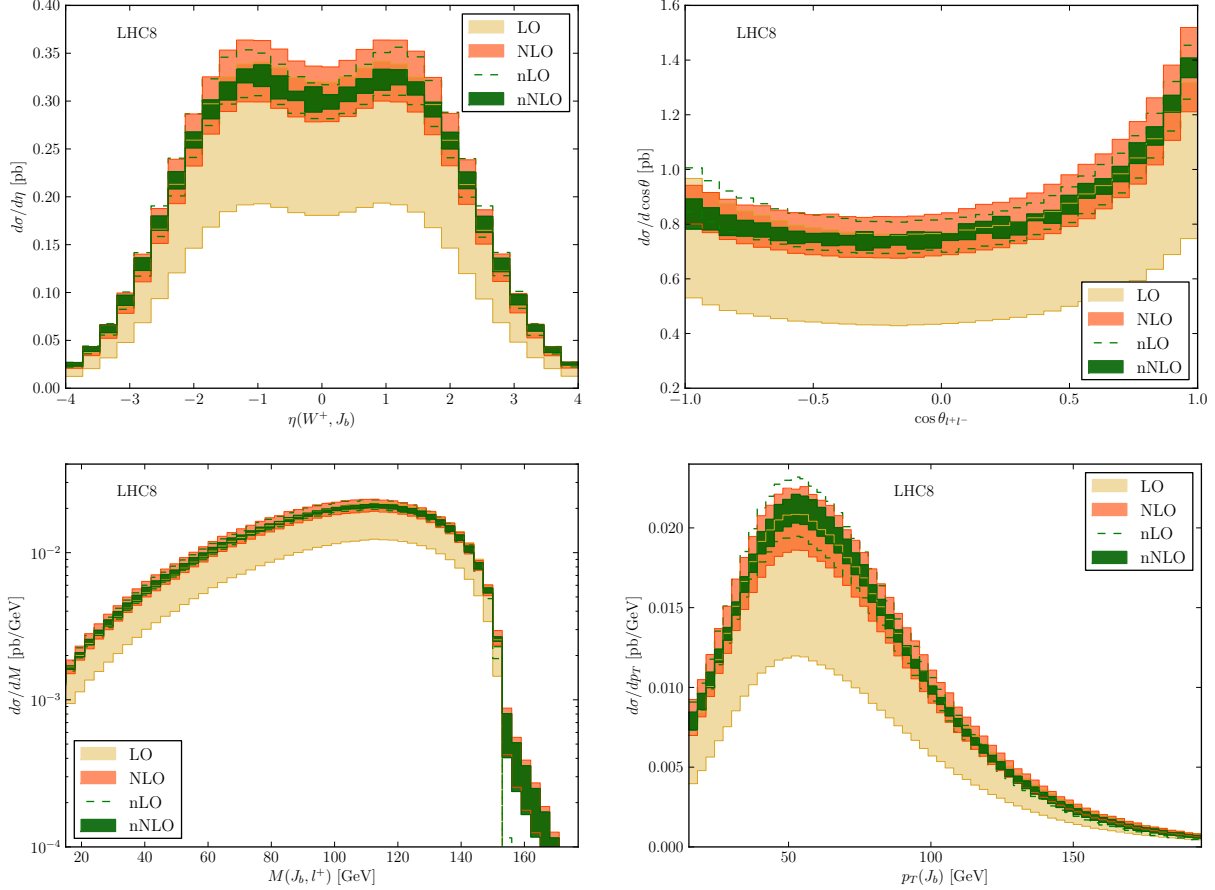 LHC8
LO
NLO
nLO
nNLO
dσ/dη [pb]
0.40
0.35
0.30
0.25
0.20
0.15
0.10
0.05
0.00
−4 −3 −2 −1 0 1 2 3 4
η(W⁺, J_b)
LHC8
LO
NLO
nLO
nNLO
dσ/d cos θ [pb]
1.6
1.4
1.2
1.0
0.8
0.6
0.4
0.2
−1.0 −0.5 0.0 0.5 1.0
cos θ_{l⁺l⁻}
LHC8
LO
NLO
nLO
nNLO
dσ/dM [pb/GeV]
10⁻²
10⁻³
10⁻⁴
20 40 60 80 100 120 140 160
M(J_b, l⁺) [GeV]
LHC8
LO
NLO
nLO
nNLO
dσ/dp_T [pb/GeV]
0.020
0.015
0.010
0.005
0.000
50 100 150
p_T(J_b) [GeV]